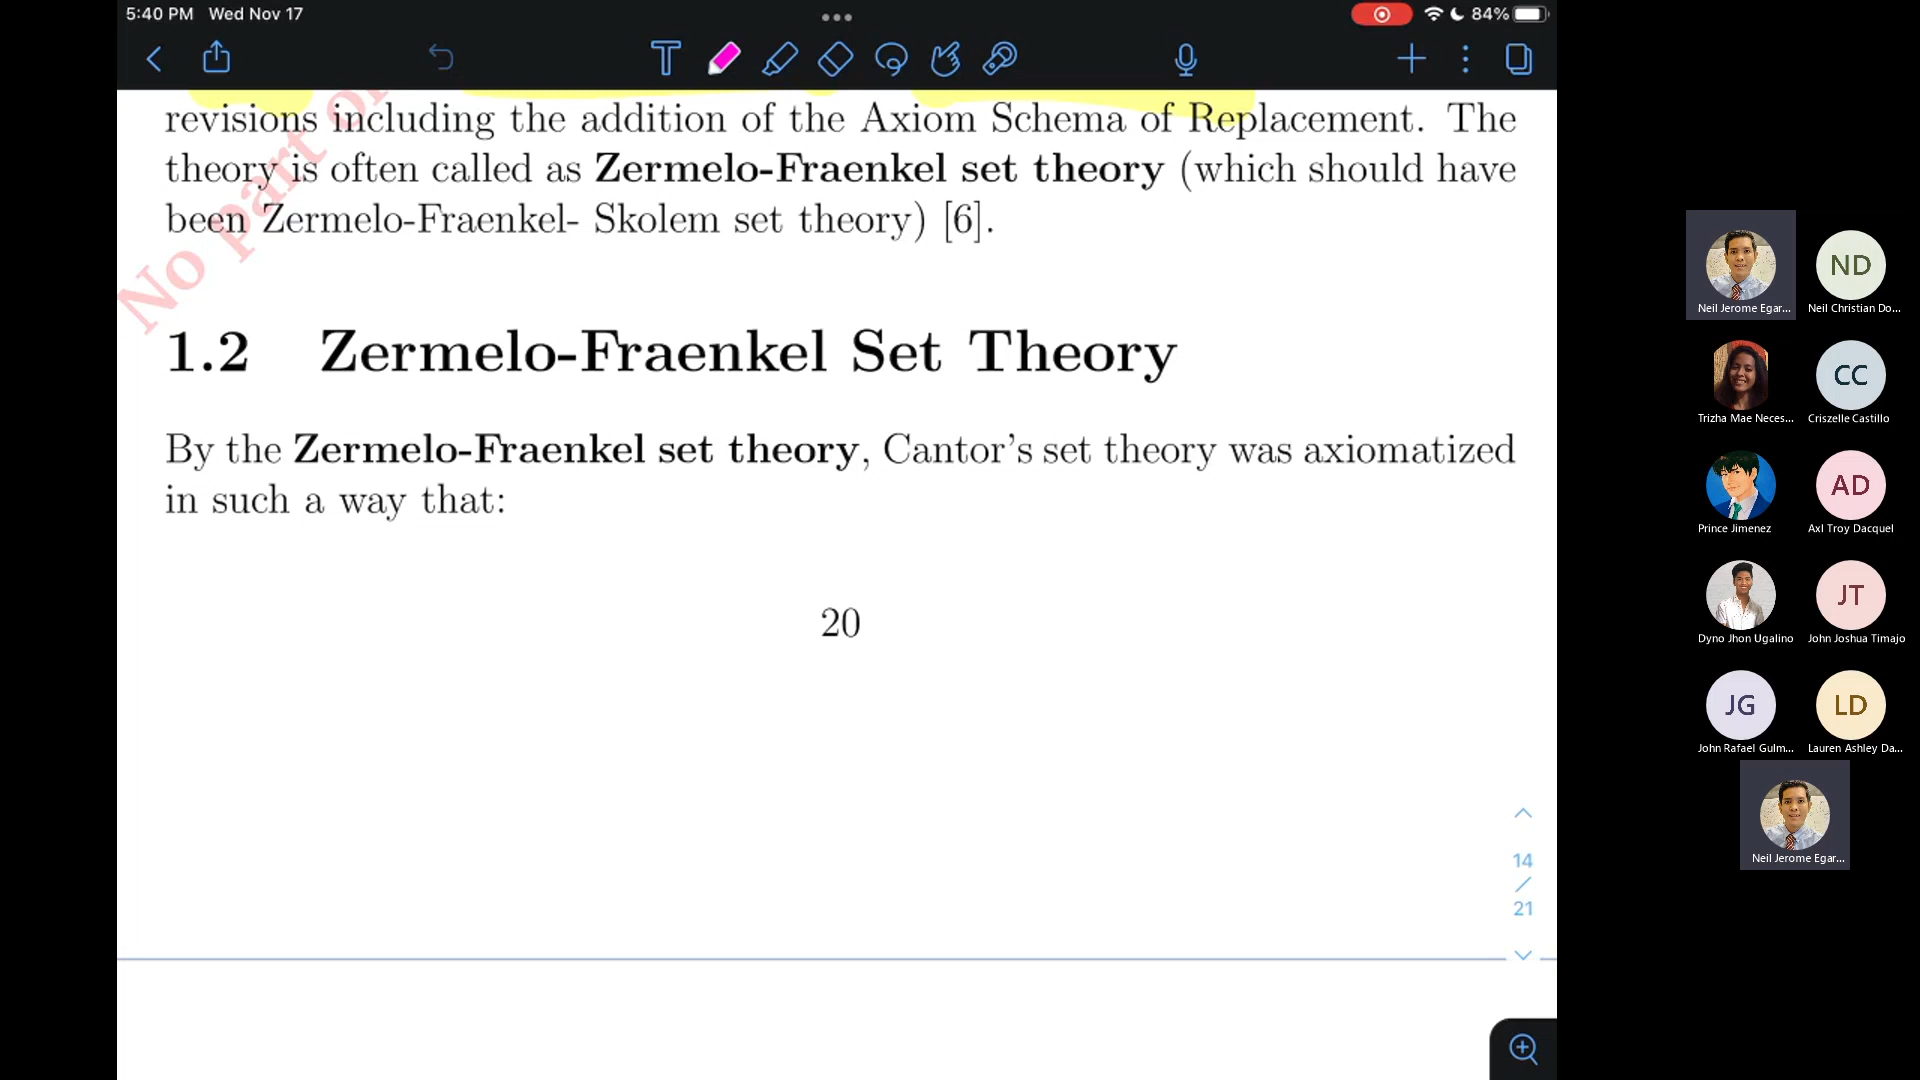 5:40 PM Wed Nov 17
84%
revisions including the addition of the Axiom Schema of Replacement. The
theory is often called as Zermelo-Fraenkel set theory (which should have
been Zermelo-Fraenkel- Skolem set theory) [6].
No part of
1.2 Zermelo-Fraenkel Set Theory
By the Zermelo-Fraenkel set theory, Cantor's set theory was axiomatized
in such a way that:
20
14
/
21
Neil Jerome Egar...
ND
Neil Christian Do...
Trizha Mae Neces...
CC
Criszelle Castillo
Prince Jimenez
AD
Axl Troy Dacquel
Dyno Jhon Ugalino
JT
John Joshua Timajo
JG
John Rafael Gulm...
LD
Lauren Ashley Da...
Neil Jerome Egar...